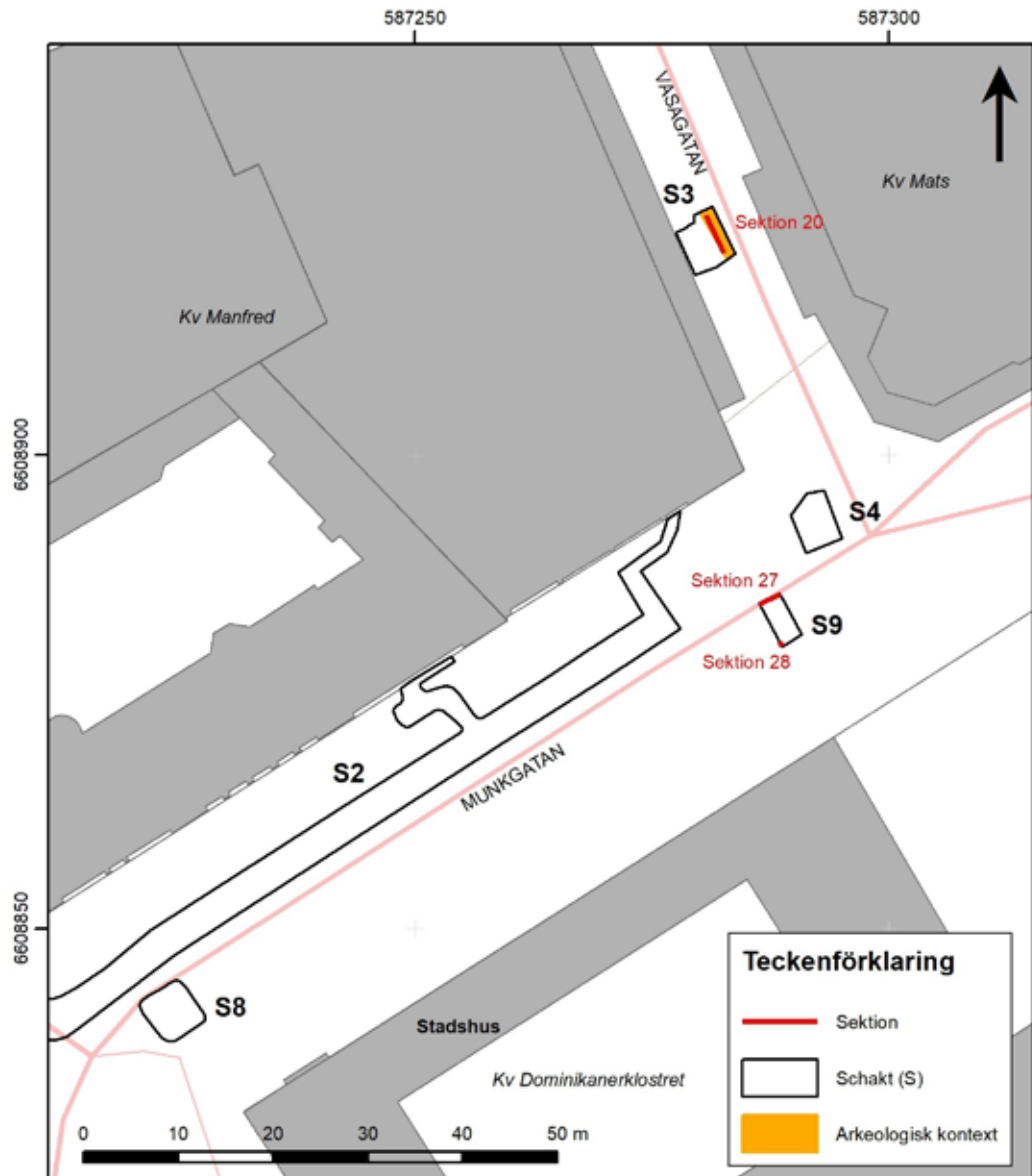 587250
587300
VASAGATAN
Kv Mats
S3
Sektion 20
Kv Manfred
6608900
S4
Sektion 27
S9
Sektion 28
S2
MUNKGATAN
6608850
S8
Stadshus
Kv Dominikanerklostret
0 10 20 30 40 50 m
Teckenförklaring
Sektion
Schakt (S)
Arkeologisk kontext